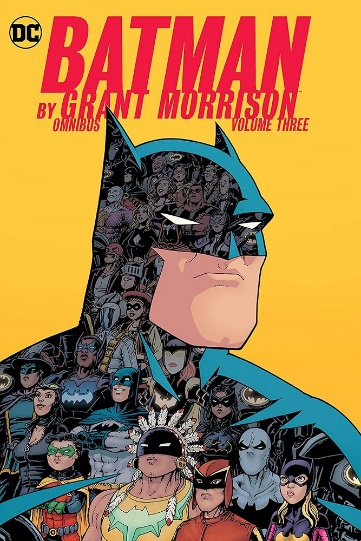 DC
BATMAN
BY GRANT MORRISON
OMNIBUS VOLUME THREE